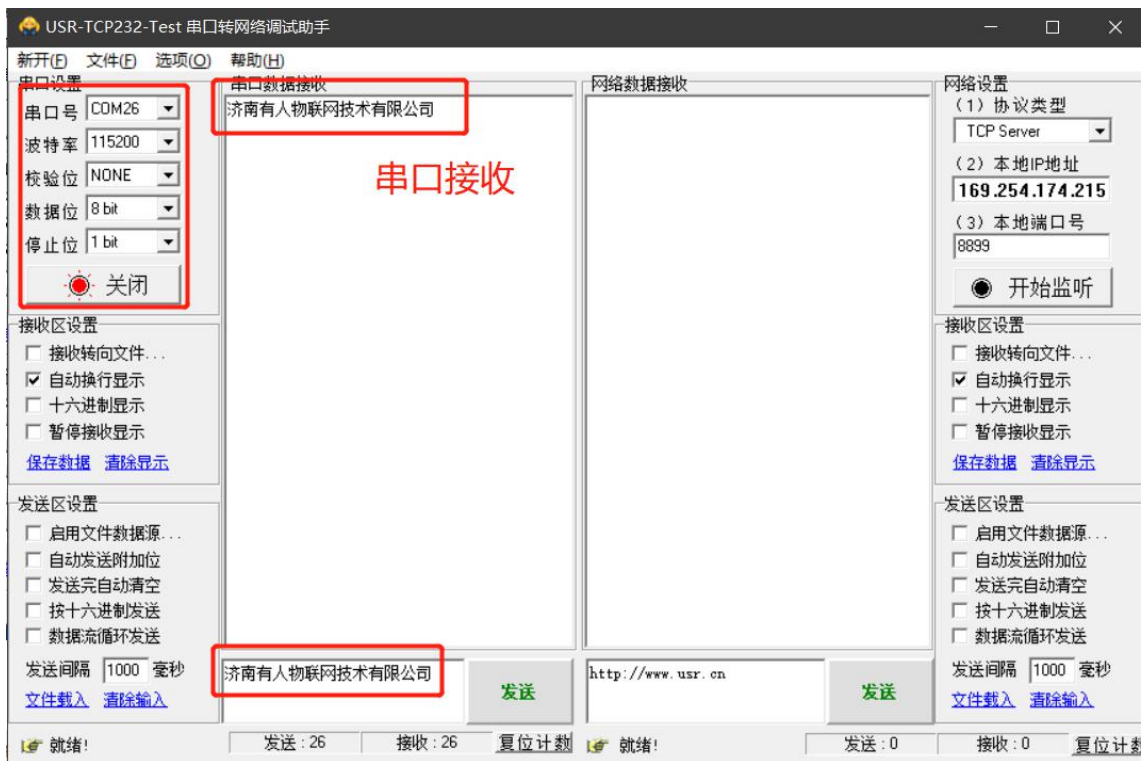 USR-TCP232-Test 串口转网络调试助手
新开(F) 文件(F) 选项(O) 帮助(H)
串口设置
串口号 COM26
波特率 115200
校验位 NONE
数据位 8 bit
停止位 1 bit
关闭
接收区设置
接收转向文件...
自动换行显示
十六进制显示
暂停接收显示
保存数据 清除显示
发送区设置
启用文件数据源...
自动发送附加位
发送完自动清空
按十六进制发送
数据流循环发送
发送间隔 1000 毫秒
文件载入 清除输入
串口数据接收
济南有人物联网技术有限公司
串口接收
济南有人物联网技术有限公司
发送
网络数据接收
http://www.usr.cn
发送
网络设置
(1) 协议类型
TCP Server
(2) 本地IP地址
169.254.174.215
(3) 本地端口号
8899
开始监听
接收区设置
接收转向文件...
自动换行显示
十六进制显示
暂停接收显示
保存数据 清除显示
发送区设置
启用文件数据源...
自动发送附加位
发送完自动清空
按十六进制发送
数据流循环发送
发送间隔 1000 毫秒
文件载入 清除输入
就绪! 发送:26 接收:26 复位计数
就绪! 发送:0 接收:0 复位计数